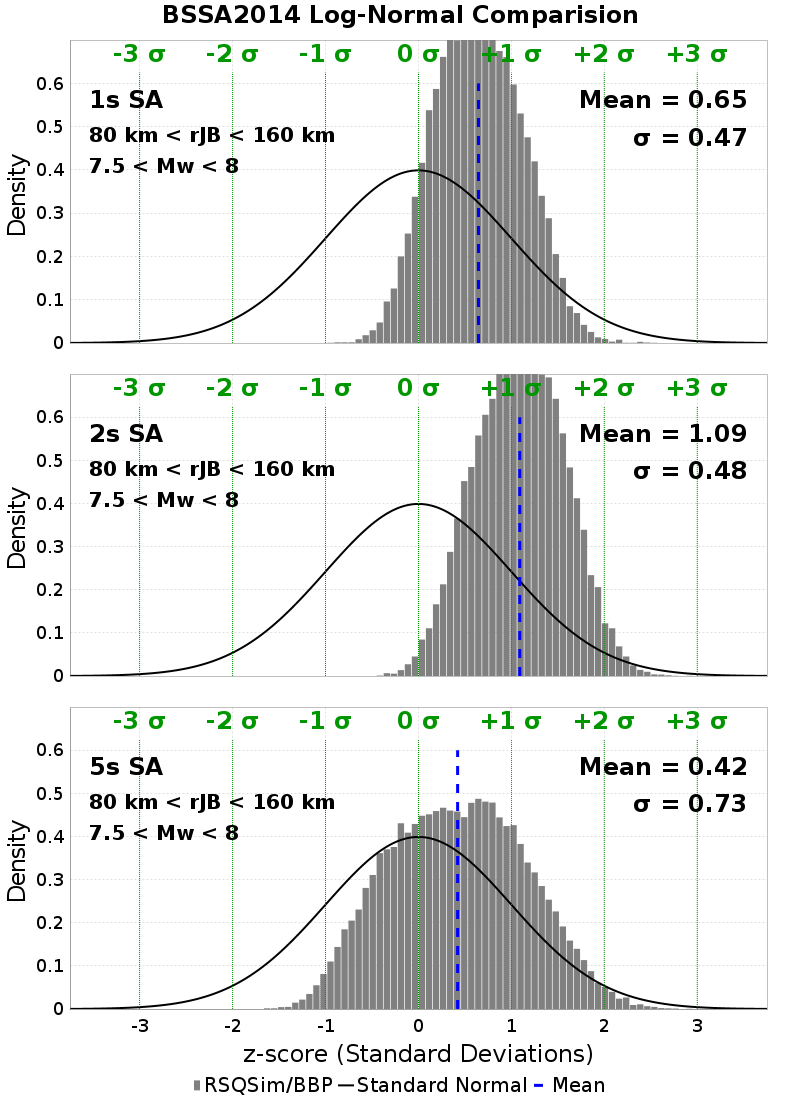 BSSA2014 Log-Normal Comparision
-3 σ -2 σ -1 σ 0 σ +1 σ +2 σ +3 σ
1s SA
Mean = 0.65
80 km < rJB < 160 km
σ = 0.47
7.5 < Mw < 8
Density
0.6
0.5
0.4
0.3
0.2
0.1
0
-3 σ -2 σ -1 σ 0 σ +1 σ +2 σ +3 σ
2s SA
Mean = 1.09
80 km < rJB < 160 km
σ = 0.48
7.5 < Mw < 8
Density
0.6
0.5
0.4
0.3
0.2
0.1
0
-3 σ -2 σ -1 σ 0 σ +1 σ +2 σ +3 σ
5s SA
Mean = 0.42
80 km < rJB < 160 km
σ = 0.73
7.5 < Mw < 8
Density
0.6
0.5
0.4
0.3
0.2
0.1
0
-3 -2 -1 0 1 2 3
z-score (Standard Deviations)
RSQSim/BBP Standard Normal Mean